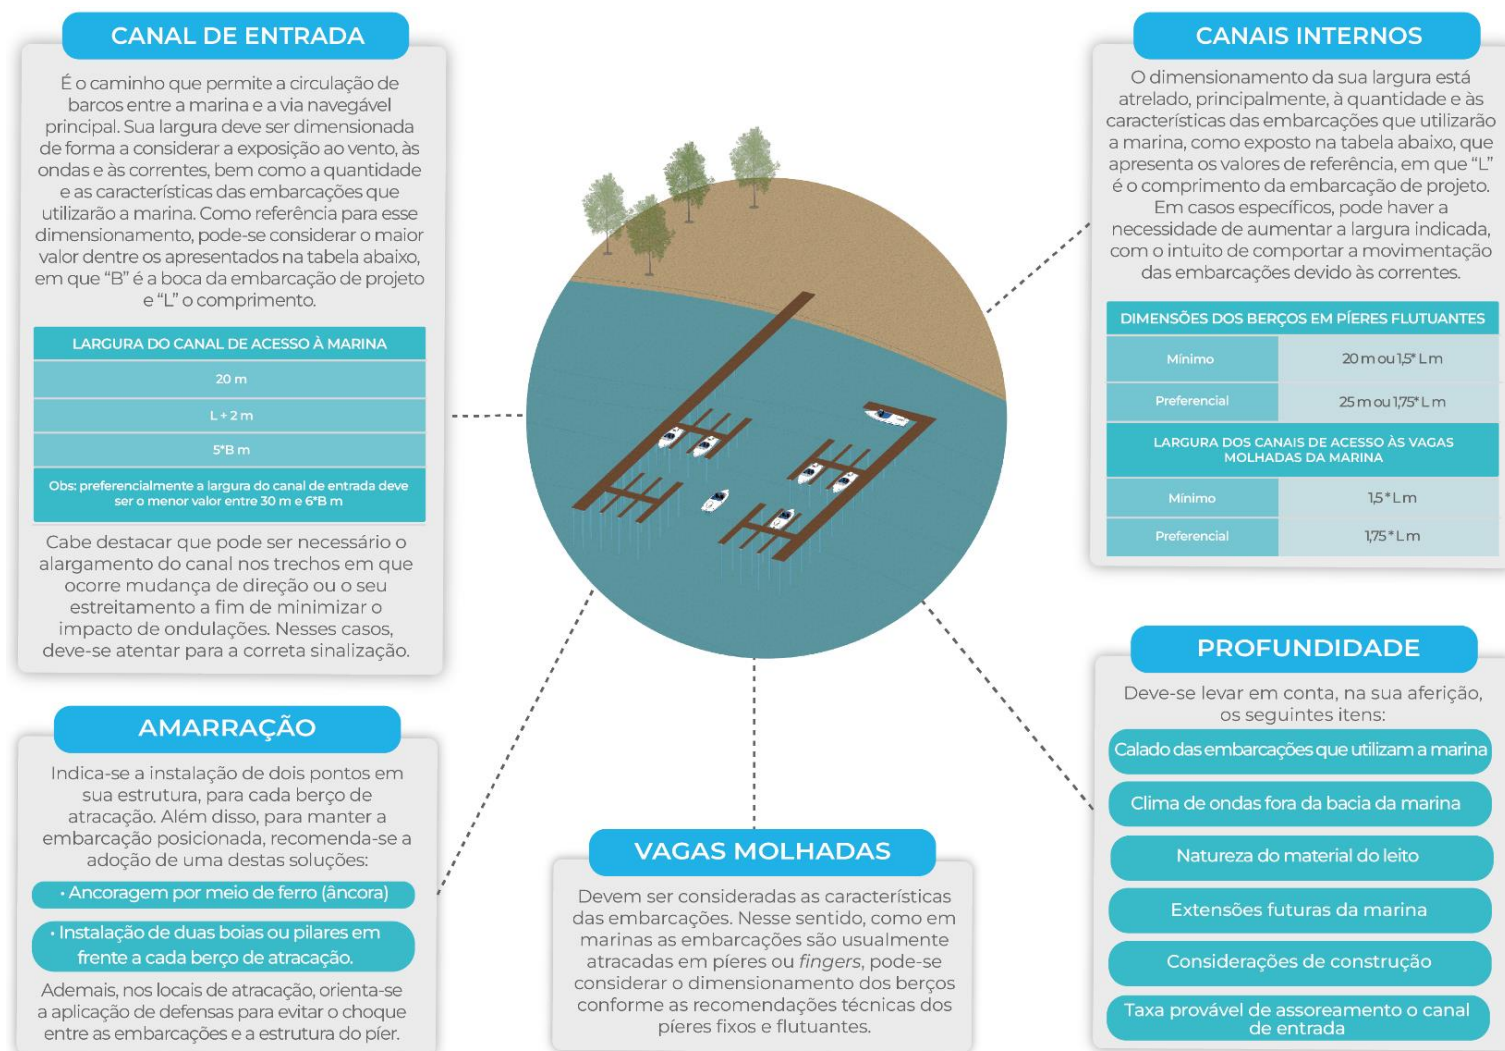 CANAL DE ENTRADA
É o caminho que permite a circulação de
barcos entre a marina e a via navegável
principal. Sua largura deve ser dimensionada
de forma a considerar a exposição ao vento, às
ondas e às correntes, bem como a quantidade
e as características das embarcações que
utilizarão a marina. Como referência para esse
dimensionamento, pode-se considerar o maior
valor dentre os apresentados na tabela abaixo,
em que “B” é a boca da embarcação de projeto
e “L” o comprimento.
LARGURA DO CANAL DE ACESSO À MARINA
20 m
L + 2 m
5*B m
Obs: preferencialmente a largura do canal de entrada deve
ser o menor valor entre 30 m e 6*B m
Cabe destacar que pode ser necessário o
alargamento do canal nos trechos em que
ocorre mudança de direção ou o seu
estreitamento a fim de minimizar o
impacto de ondulações. Nesses casos,
deve-se atentar para a correta sinalização.
AMARRAÇÃO
Indica-se a instalação de dois pontos em
sua estrutura, para cada berço de
atracação. Além disso, para manter a
embarcação posicionada, recomenda-se a
adoção de uma destas soluções:
• Ancoragem por meio de ferro (âncora)
• Instalação de duas boias ou pilares em
frente a cada berço de atracação.
Ademais, nos locais de atracação, orienta-se
a aplicação de defensas para evitar o choque
entre as embarcações e a estrutura do píer.
VAGAS MOLHADAS
Devem ser consideradas as características
das embarcações. Nesse sentido, como em
marinas as embarcações são usualmente
atracadas em píeres ou fingers, pode-se
considerar o dimensionamento dos berços
conforme as recomendações técnicas dos
píeres fixos e flutuantes.
CANAIS INTERNOS
O dimensionamento da sua largura está
atrelado, principalmente, à quantidade e às
características das embarcações que utilizarão
a marina, como exposto na tabela abaixo, que
apresenta os valores de referência, em que “L”
é o comprimento da embarcação de projeto.
Em casos específicos, pode haver a
necessidade de aumentar a largura indicada,
com o intuito de comportar a movimentação
das embarcações devido às correntes.
DIMENSÕES DOS BERÇOS EM PÍERES FLUTUANTES
Mínimo 20 m ou 1,5* L m
Preferencial 25 m ou 1,75* L m
LARGURA DOS CANAIS DE ACESSO ÀS VAGAS
MOLHADAS DA MARINA
Mínimo 1,5 * L m
Preferencial 1,75 * L m
PROFUNDIDADE
Deve-se levar em conta, na sua aferição,
os seguintes itens:
Calado das embarcações que utilizam a marina
Clima de ondas fora da bacia da marina
Natureza do material do leito
Extensões futuras da marina
Considerações de construção
Taxa provável de assoreamento o canal
de entrada